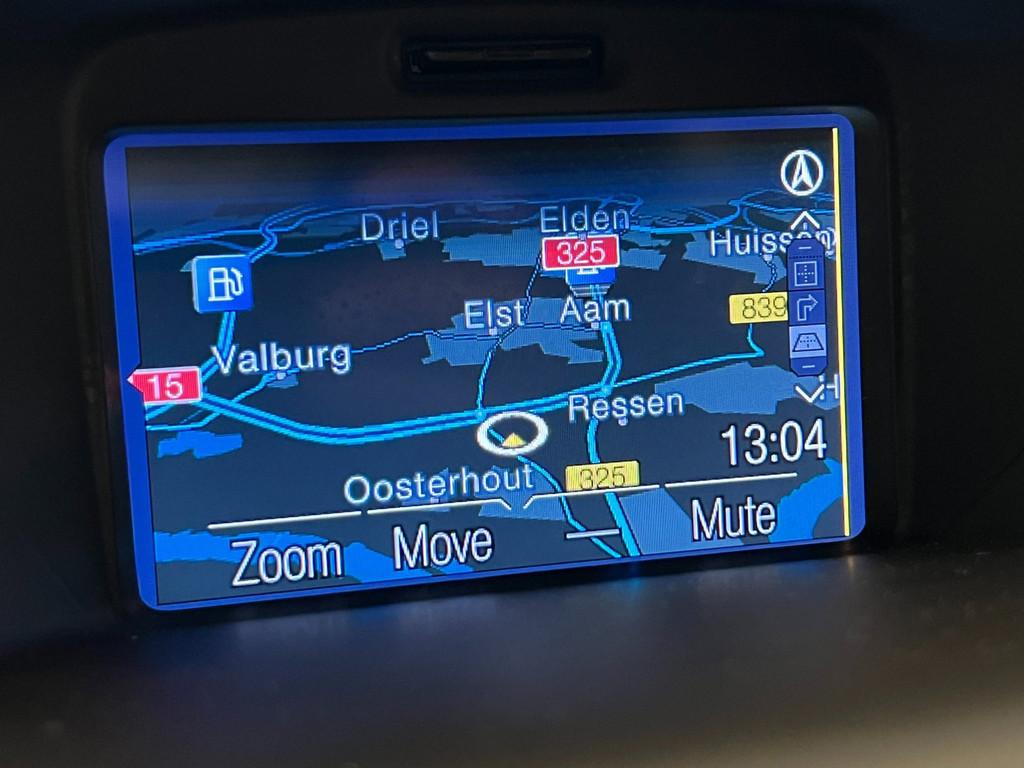 Driel
Elden
325
Huissen
Elst
Aam
839
Valburg
15
Ressen
H
13:04
Oosterhout
325
Zoom
Move
Mute